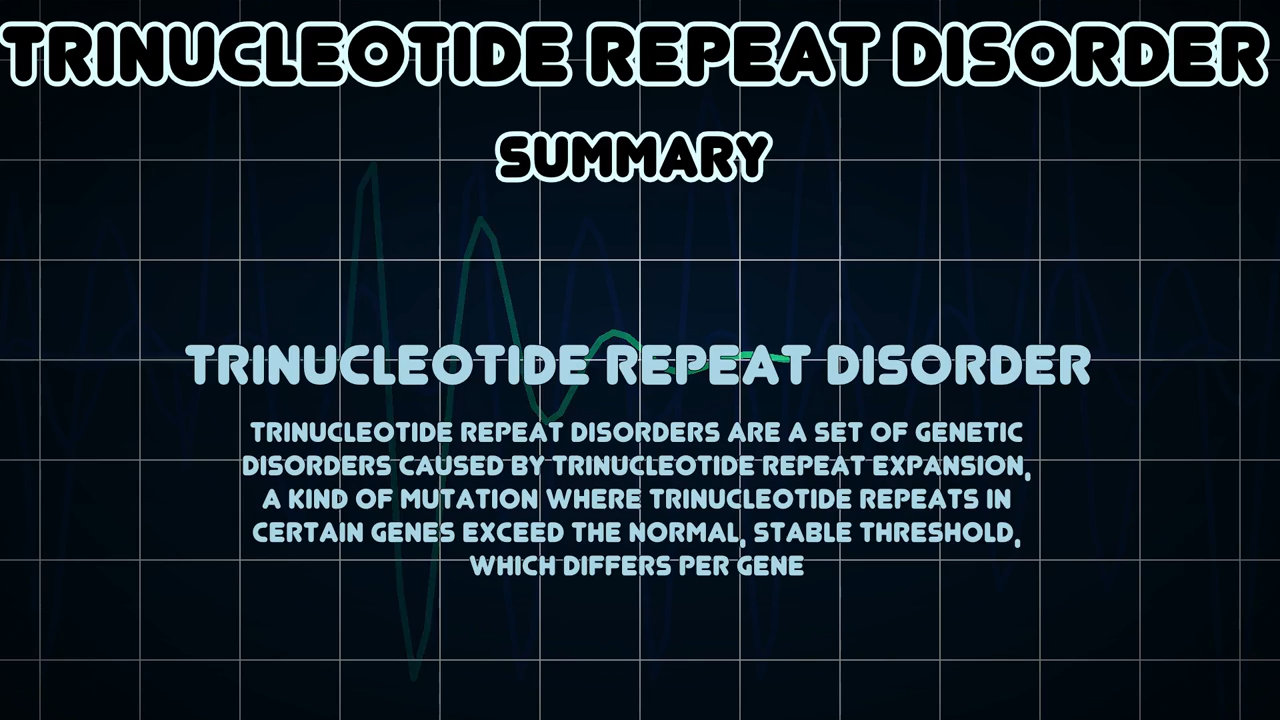 TRINUCLEOTIDE REPEAT DISORDER
SUMMARY
TRINUCLEOTIDE REPEAT DISORDER
TRINUCLEOTIDE REPEAT DISORDERS ARE A SET OF GENETIC
DISORDERS CAUSED BY TRINUCLEOTIDE REPEAT EXPANSION,
A KIND OF MUTATION WHERE TRINUCLEOTIDE REPEATS IN
CERTAIN GENES EXCEED THE NORMAL, STABLE THRESHOLD,
WHICH DIFFERS PER GENE